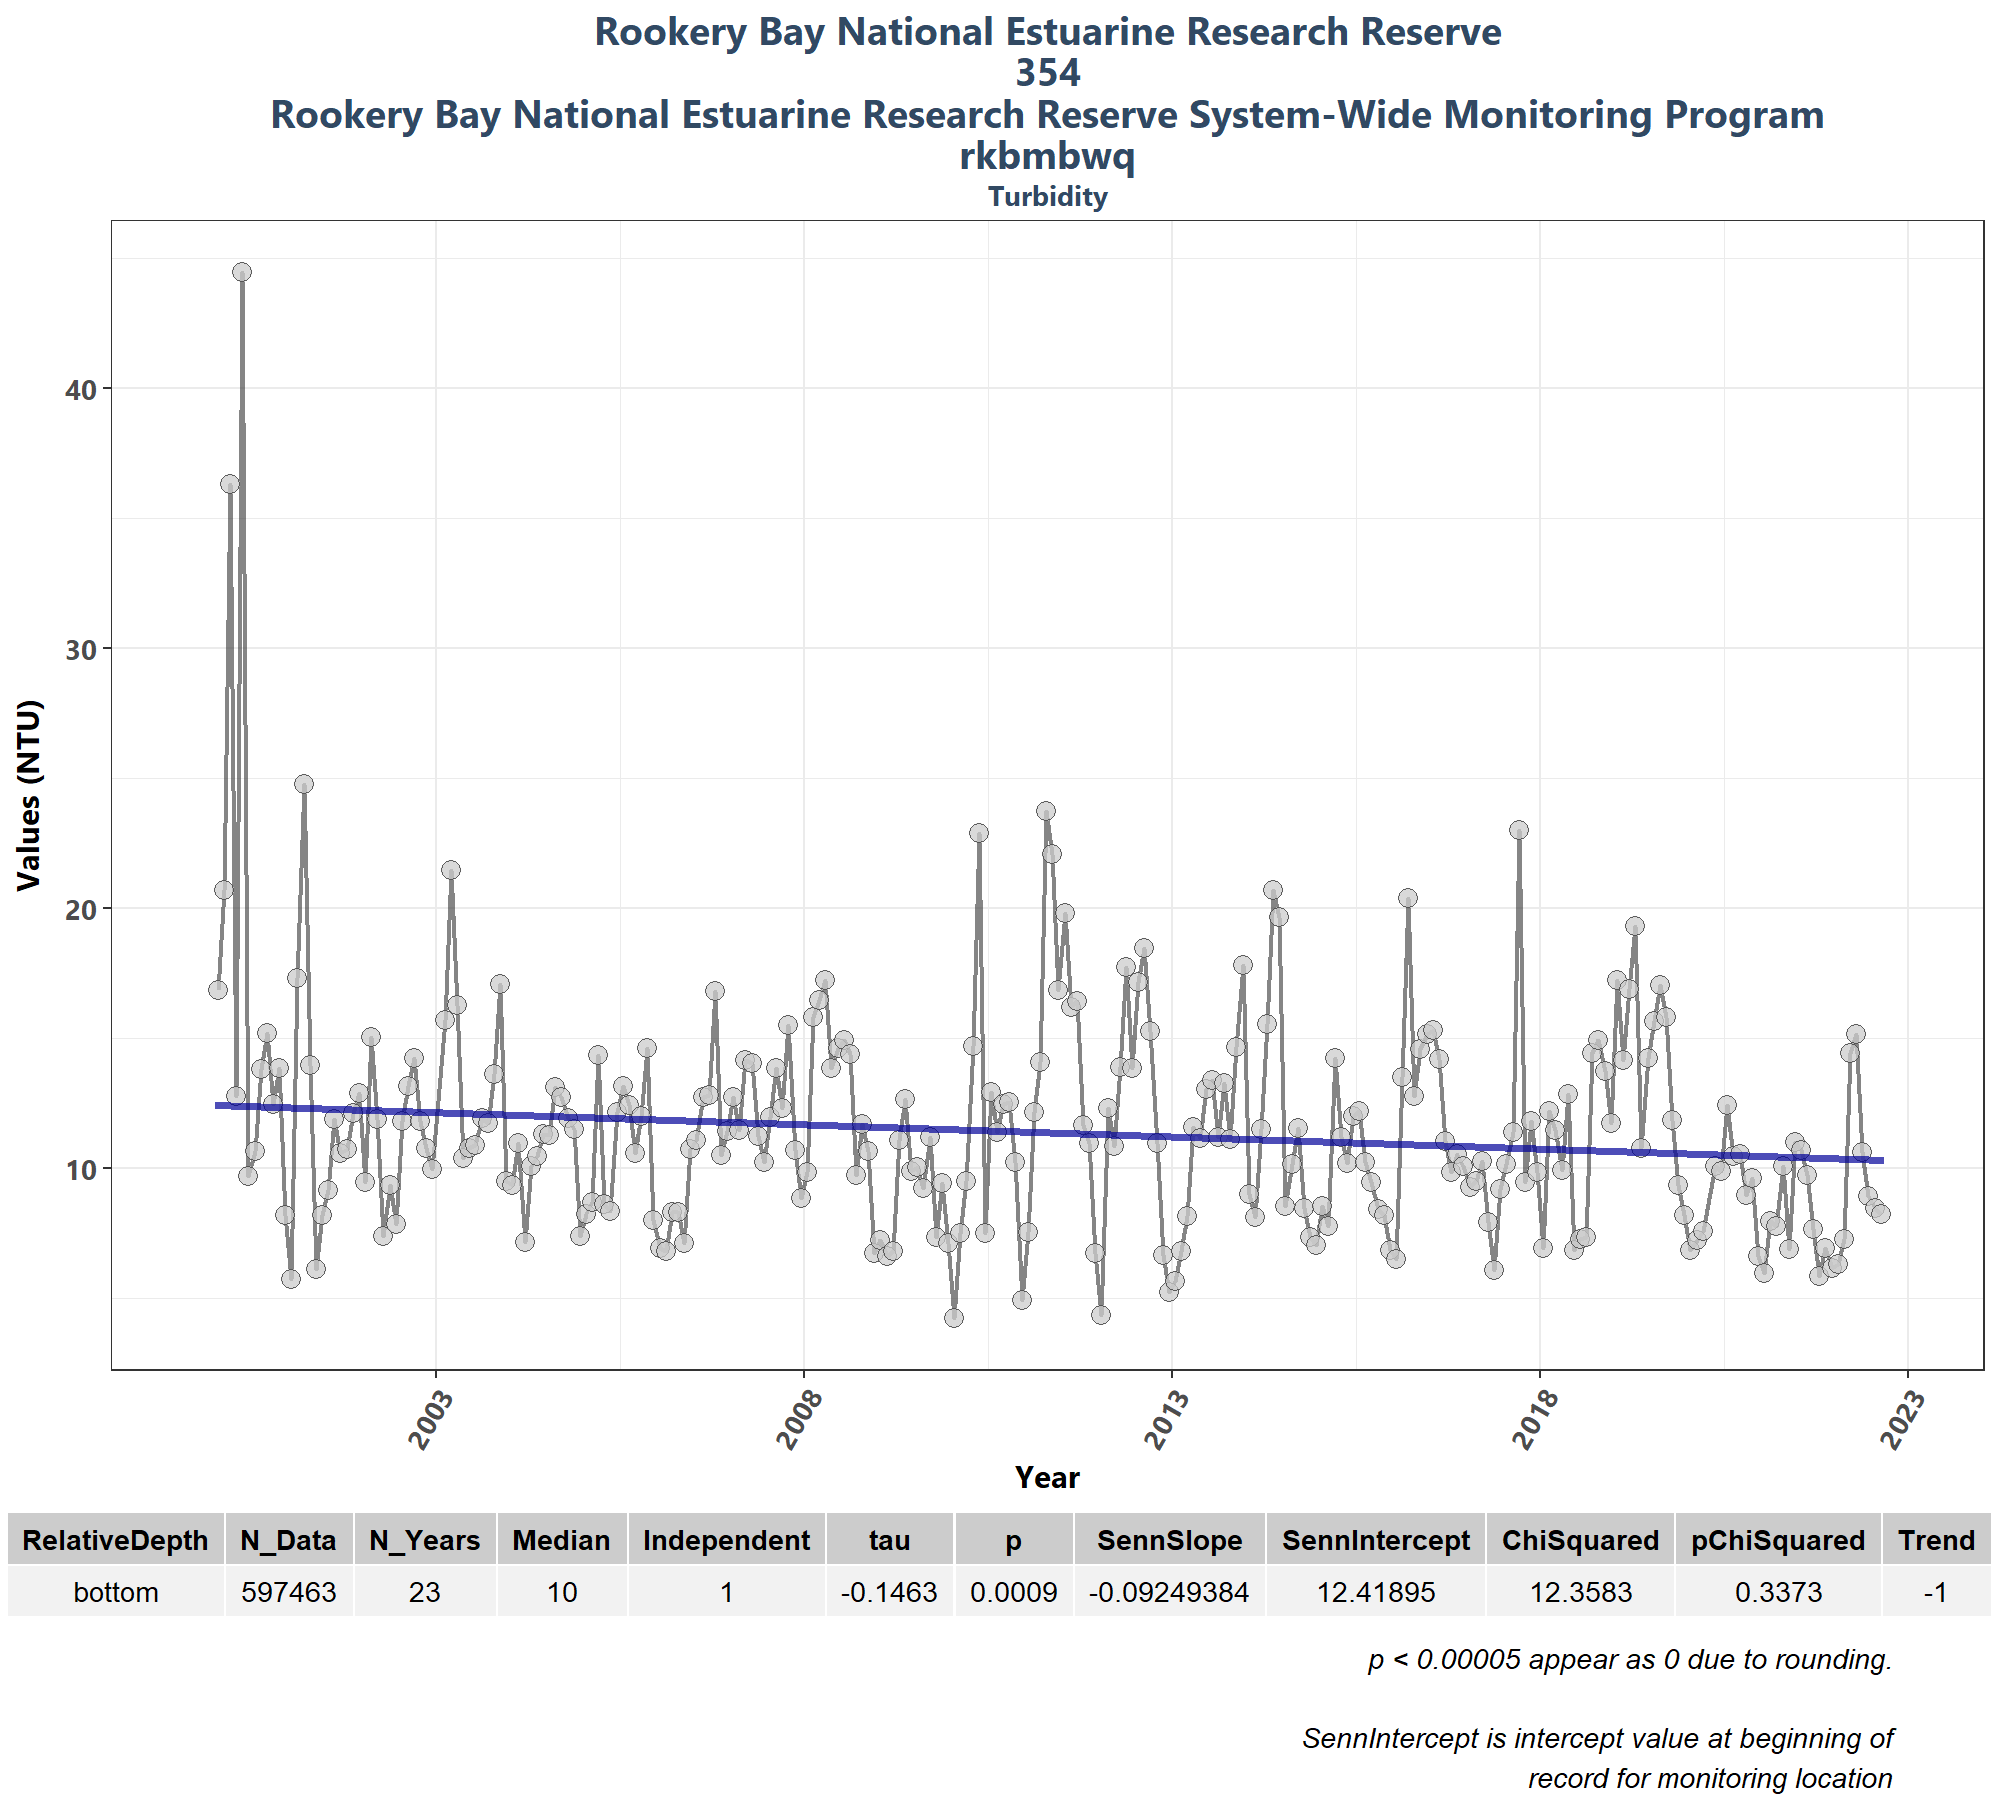 Rookery Bay National Estuarine Research Reserve
354
Rookery Bay National Estuarine Research Reserve System-Wide Monitoring Program
rkbmbwq
Turbidity
Values (NTU)
40
30
20
10
2003 2008 2013 2018 2023
Year
RelativeDepth N_Data N_Years Median Independent tau p SennSlope SennIntercept ChiSquared pChiSquared Trend
bottom 597463 23 10 1 -0.1463 0.0009 -0.09249384 12.41895 12.3583 0.3373 -1
p < 0.00005 appear as 0 due to rounding.
SennIntercept is intercept value at beginning of
record for monitoring location